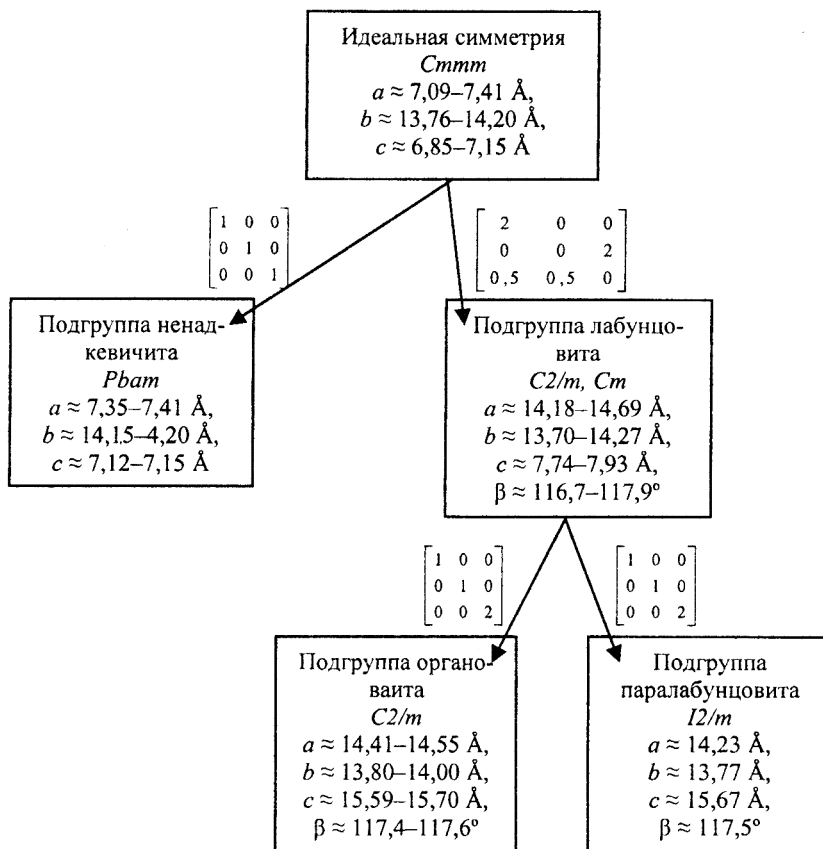 Идеальная симметрия
Cmmm
a ≈ 7,09–7,41 Å,
b ≈ 13,76–14,20 Å,
c ≈ 6,85–7,15 Å
1 0 0
0 1 0
0 0 1
2 0 0
0 0 2
0,5 0,5 0
Подгруппа ненад-
кевичита
Pbam
a ≈ 7,35–7,41 Å,
b ≈ 14,15–4,20 Å,
c ≈ 7,12–7,15 Å
Подгруппа лабунцо-
вита
C2/m, Cm
a ≈ 14,18–14,69 Å,
b ≈ 13,70–14,27 Å,
c ≈ 7,74–7,93 Å,
β ≈ 116,7–117,9º
1 0 0
0 1 0
0 0 2
1 0 0
0 1 0
0 0 2
Подгруппа органо-
ваита
C2/m
a ≈ 14,41–14,55 Å,
b ≈ 13,80–14,00 Å,
c ≈ 15,59–15,70 Å,
β ≈ 117,4–117,6º
Подгруппа
паралабунцовита
I2/m
a ≈ 14,23 Å,
b ≈ 13,77 Å,
c ≈ 15,67 Å,
β ≈ 117,5º